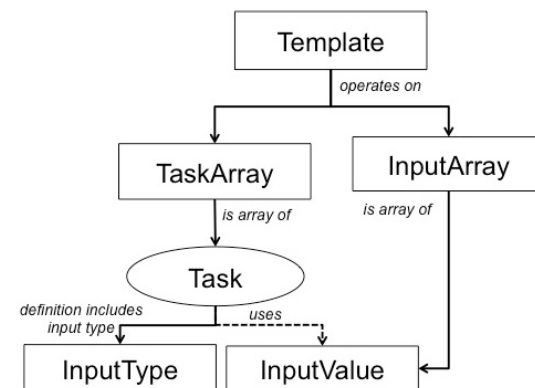 Template
operates on
TaskArray
InputArray
is array of
is array of
Task
definition includes
input type
uses
InputType
InputValue